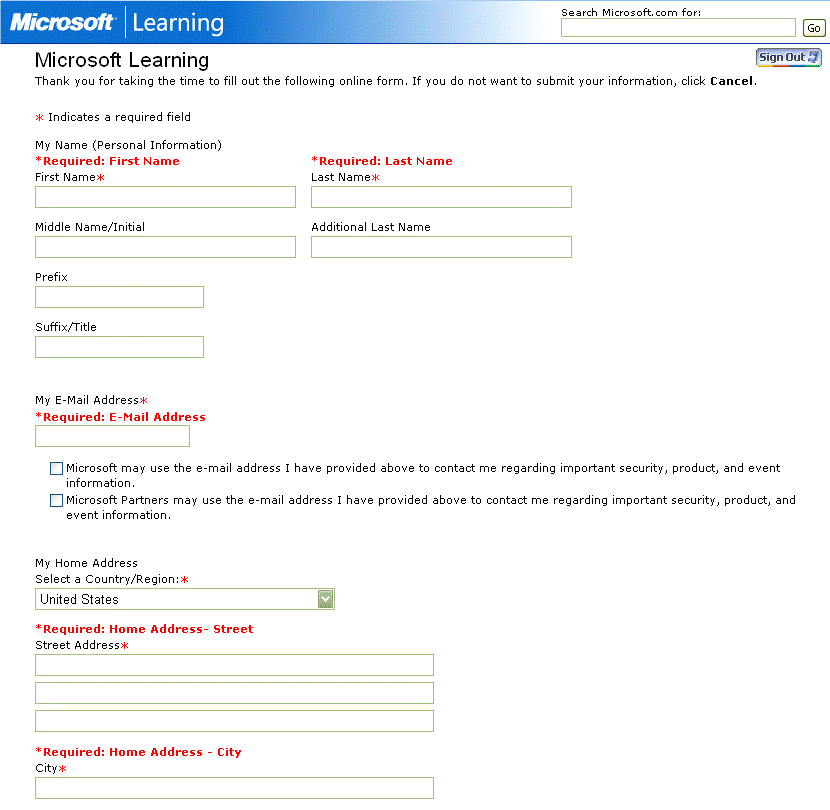 Microsoft Learning
Search Microsoft.com for:
Go
Microsoft Learning
Sign Out
Thank you for taking the time to fill out the following online form. If you do not want to submit your information, click Cancel.
* Indicates a required field
My Name (Personal Information)
*Required: First Name *Required: Last Name
First Name* Last Name*
Middle Name/Initial Additional Last Name
Prefix
Suffix/Title
My E-Mail Address*
*Required: E-Mail Address
Microsoft may use the e-mail address I have provided above to contact me regarding important security, product, and event
information.
Microsoft Partners may use the e-mail address I have provided above to contact me regarding important security, product, and
event information.
My Home Address
Select a Country/Region:*
United States
*Required: Home Address- Street
Street Address*
*Required: Home Address - City
City*